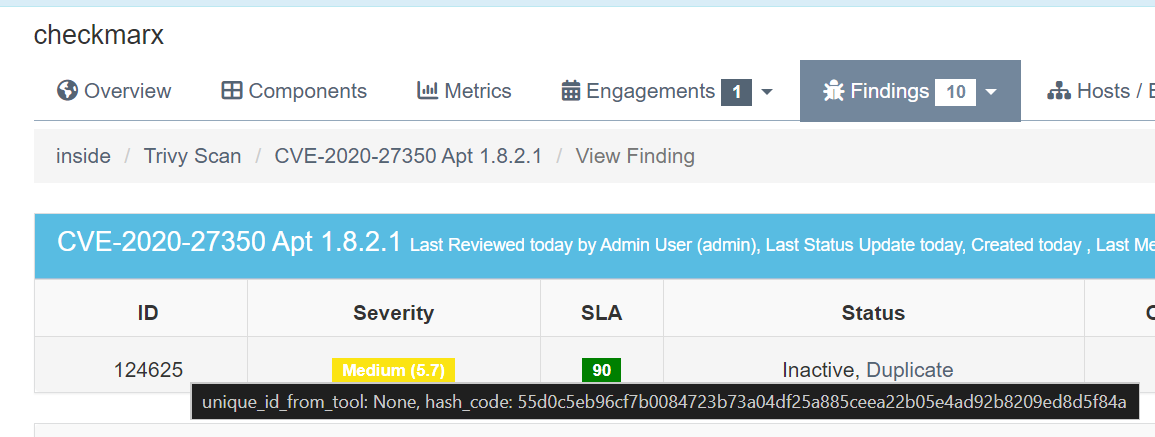 checkmarx
Overview Components Metrics Engagements 1 Findings 10 Hosts / E
inside / Trivy Scan / CVE-2020-27350 Apt 1.8.2.1 / View Finding
CVE-2020-27350 Apt 1.8.2.1 Last Reviewed today by Admin User (admin), Last Status Update today, Created today , Last Me
ID Severity SLA Status
124625 Medium (5.7) 90 Inactive, Duplicate
unique_id_from_tool: None, hash_code: 55d0c5eb96cf7b0084723b73a04df25a885ceea22b05e4ad92b8209ed8d5f84a